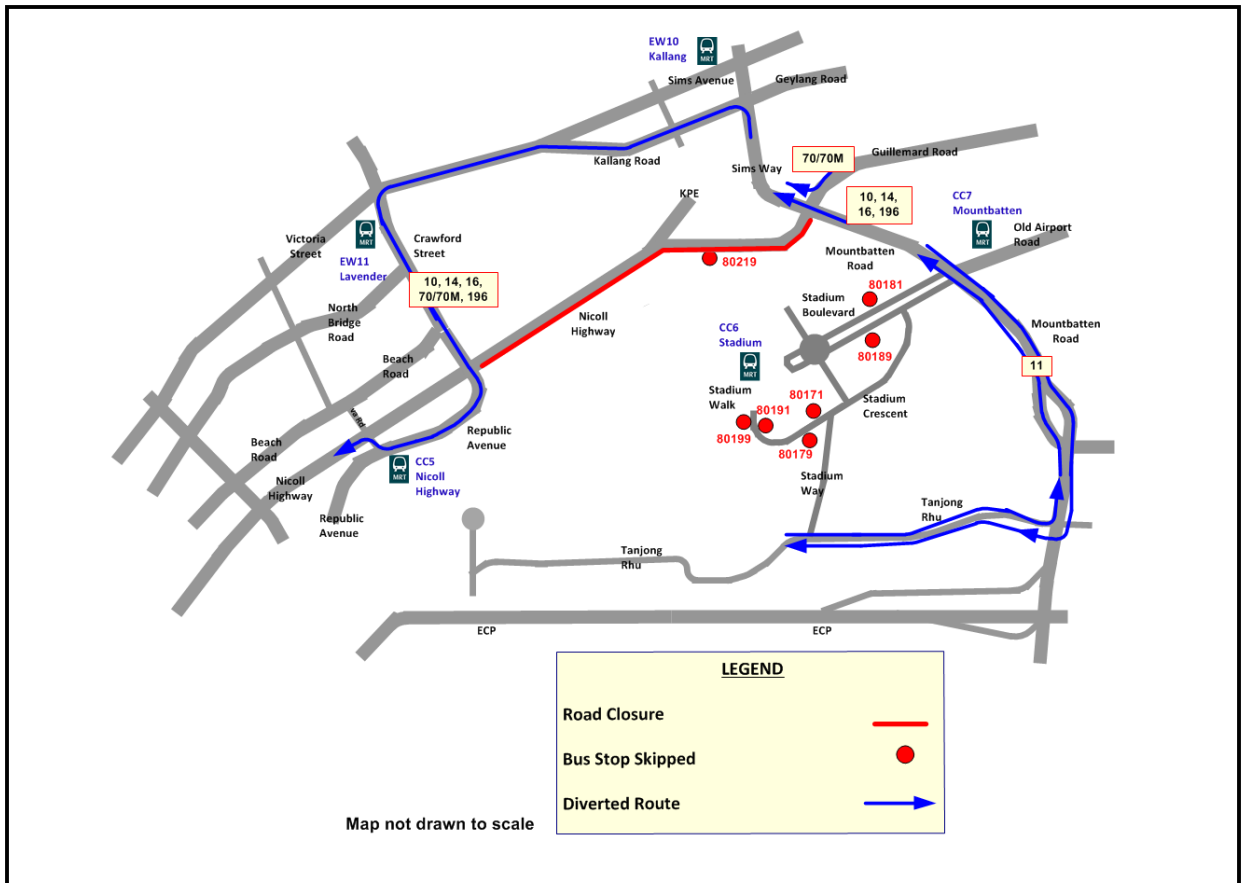 EW10
Kallang
MRT
Sims Avenue
Geylang Road
Kallang Road
Sims Way
70/70M
Guillemard Road
KPE
10, 14,
16, 196
CC7
Mountbatten
MRT
Old Airport
Road
Victoria
Street
MRT
EW11
Lavender
Crawford
Street
10, 14, 16,
70/70M, 196
80219
Mountbatten
Road
80181
Stadium
Boulevard
North
Bridge
Road
Nicoll
Highway
CC6
Stadium
MRT
80189
Mountbatten
Road
11
Beach
Road
Stadium
Walk
80171
80191
80199
80179
Stadium
Crescent
Republic
Avenue
Beach
Road
Nicoll
Highway
MRT
CC5
Nicoll
Highway
Stadium
Way
Republic
Avenue
Tanjong
Rhu
Tanjong
Rhu
ECP
ECP
LEGEND
Road Closure
Bus Stop Skipped
Diverted Route
Map not drawn to scale